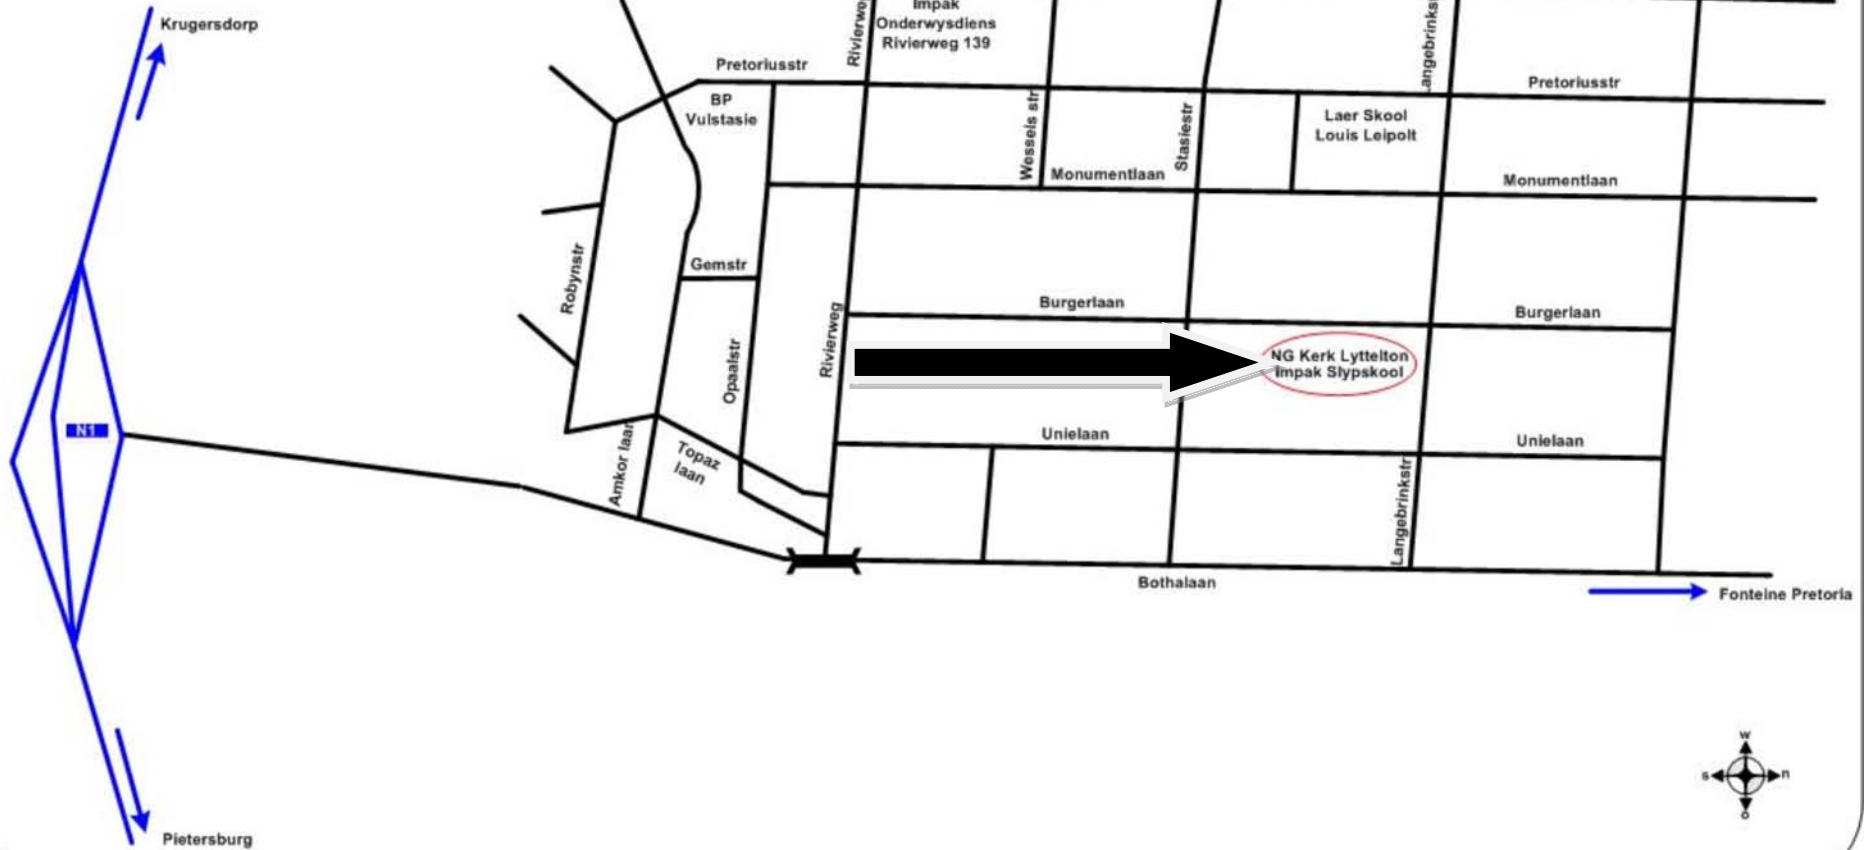 Krugersdorp
Impak
Onderwysdiens
Rivierweg 139
Rivierweg
Langebrinkstr
Pretoriusstr
Pretoriusstr
BP
Vulstasie
Wessels str
Stasiestr
Laer Skool
Louis Leipolt
Monumentlaan
Monumentlaan
Robynstr
Gemstr
Burgerlaan
Burgerlaan
Rivierweg
Opaalstr
NG Kerk Lyttelton
Impak Slypskool
N1
Amkor laan
Topaz
laan
Unielaan
Unielaan
Langebrinkstr
Bothalaan
Fonteine Pretoria
w
s
n
o
Pietersburg